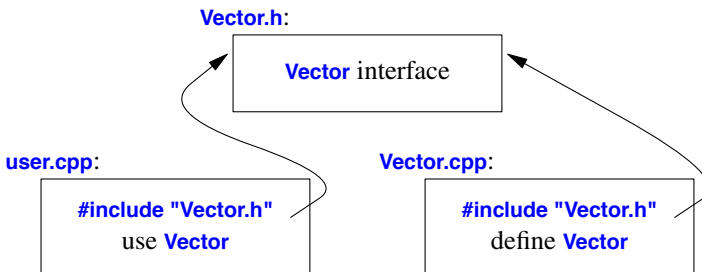 Vector.h:
Vector interface
user.cpp:
#include "Vector.h"
use Vector
Vector.cpp:
#include "Vector.h"
define Vector